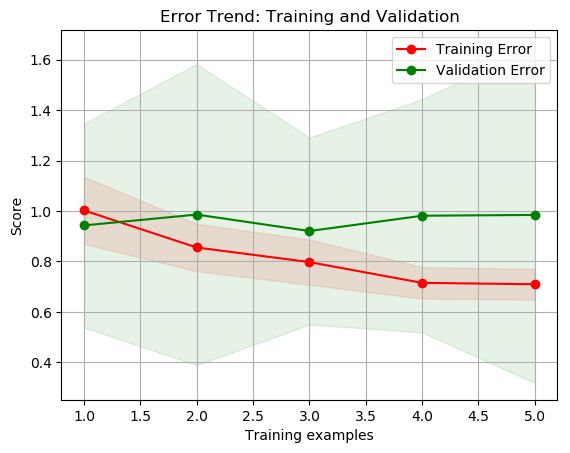 Error Trend: Training and Validation
Training Error
Validation Error
1.6
1.4
1.2
1.0
0.8
0.6
0.4
Score
1.0 1.5 2.0 2.5 3.0 3.5 4.0 4.5 5.0
Training examples